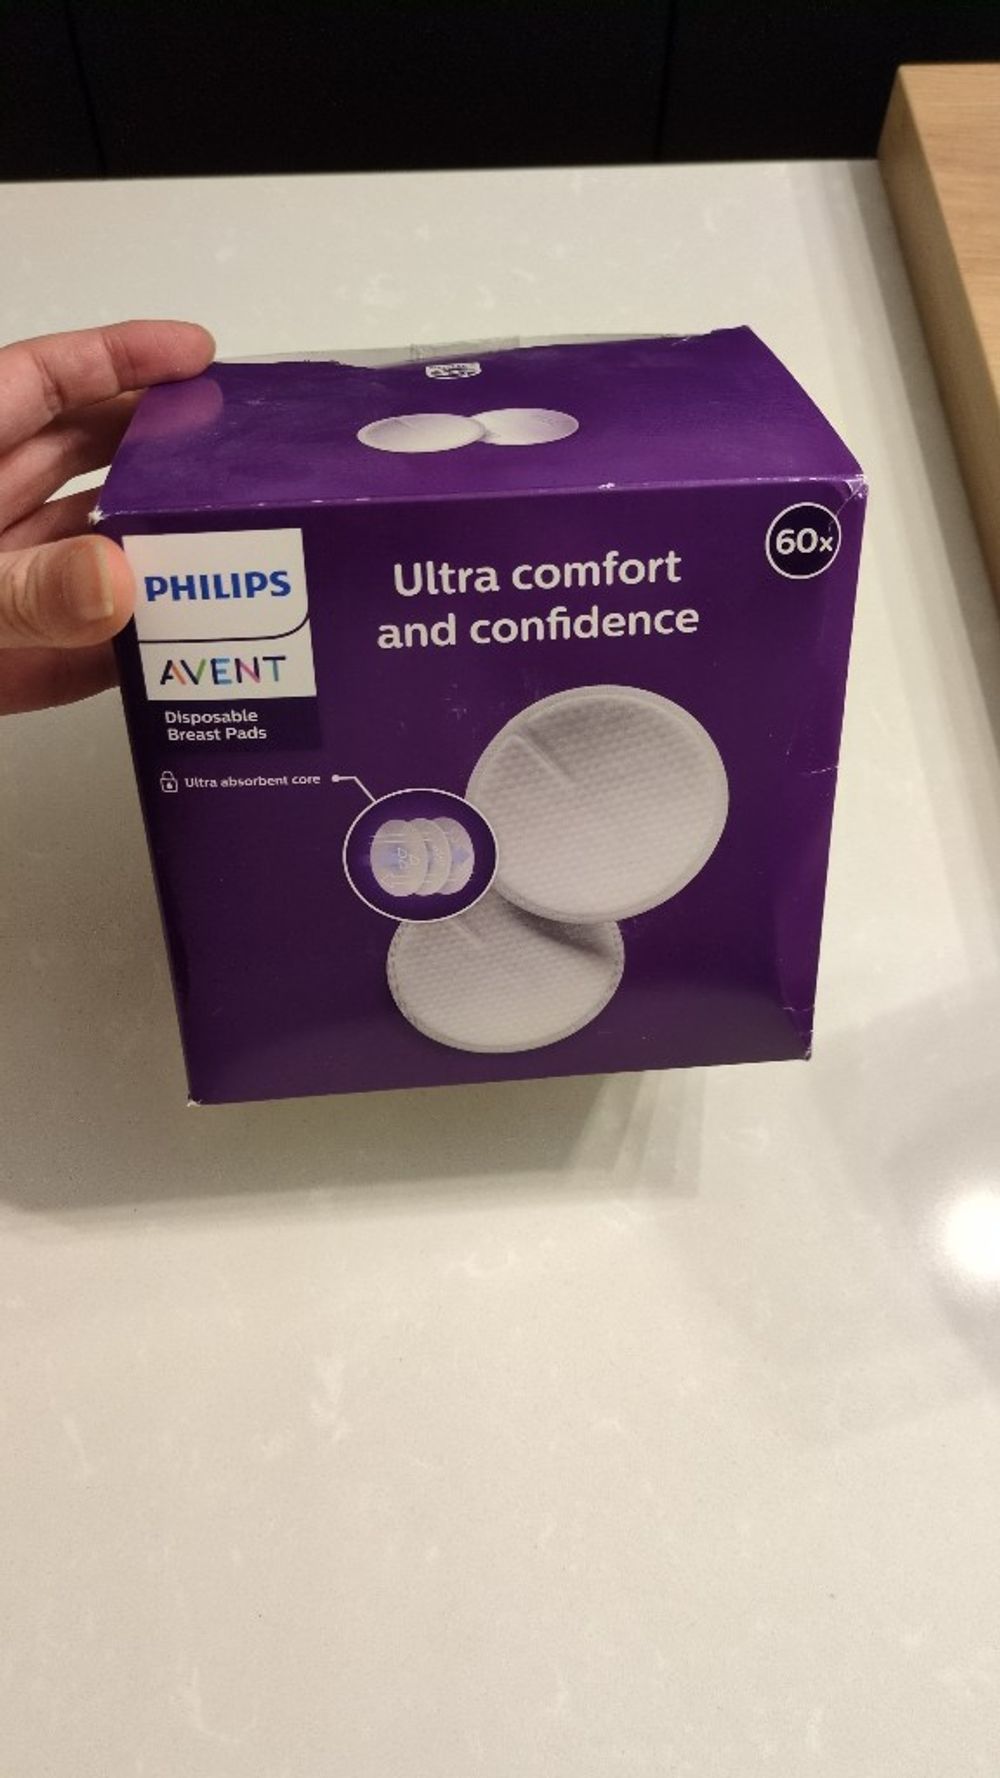 PHILIPS
AVENT
Disposable
Breast Pads
Ultra comfort
and confidence
60x
Ultra absorbent core